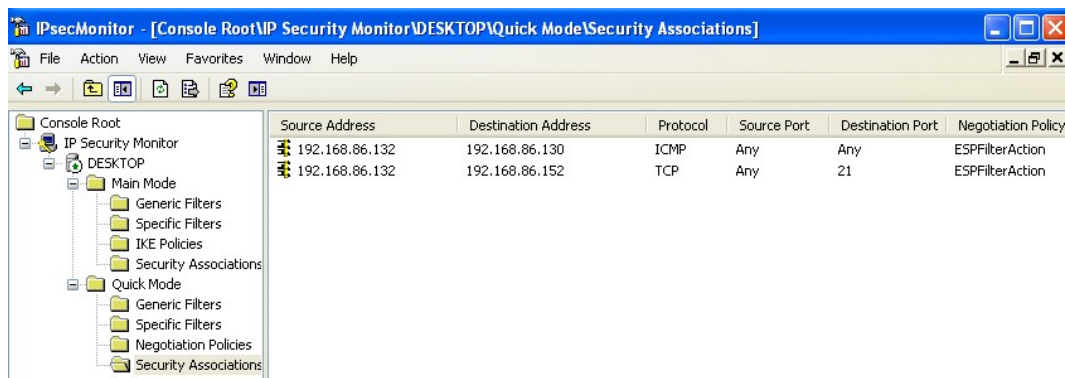 IPsecMonitor - [Console Root\IP Security Monitor\DESKTOP\Quick Mode\Security Associations]
File Action View Favorites Window Help
Console Root
IP Security Monitor
DESKTOP
Main Mode
Generic Filters
Specific Filters
IKE Policies
Security Associations
Quick Mode
Generic Filters
Specific Filters
Negotiation Policies
Security Associations
Source Address Destination Address Protocol Source Port Destination Port Negotiation Policy
192.168.86.132 192.168.86.130 ICMP Any Any ESPFilterAction
192.168.86.132 192.168.86.152 TCP Any 21 ESPFilterAction